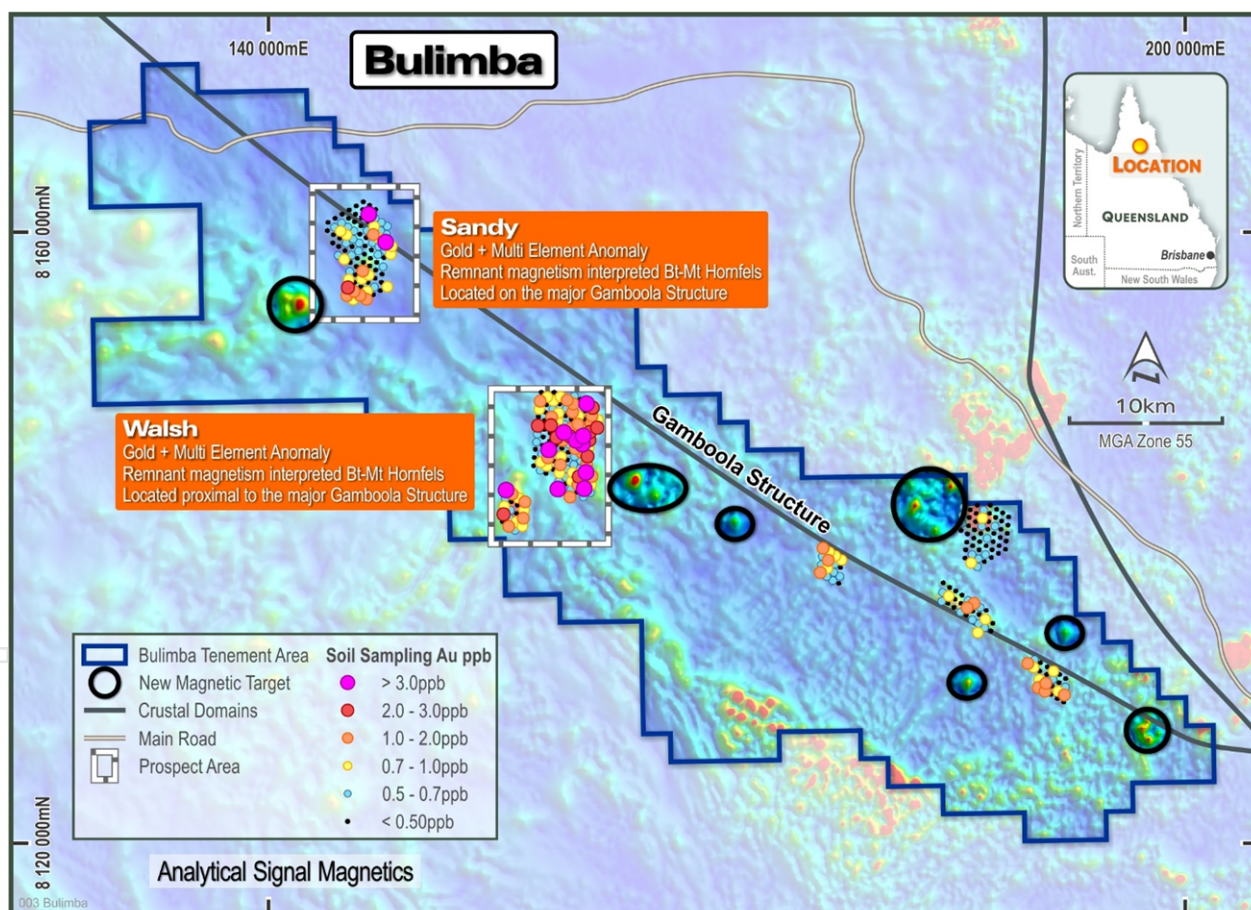 140 000mE
200 000mE
Bulimba
8 160 000mN
8 120 000mN
LOCATION
Northern Territory
QUEENSLAND
South
Aust.
Brisbane
New South Wales
Sandy
Gold + Multi Element Anomaly
Remnant magnetism interpreted Bt-Mt Hornfels
Located on the major Gamboola Structure
Z
10km
MGA Zone 55
Walsh
Gold + Multi Element Anomaly
Remnant magnetism interpreted Bt-Mt Hornfels
Located proximal to the major Gamboola Structure
Gamboola Structure
Bulimba Tenement Area
New Magnetic Target
Crustal Domains
Main Road
Prospect Area
Soil Sampling Au ppb
> 3.0ppb
2.0 - 3.0ppb
1.0 - 2.0ppb
0.7 - 1.0ppb
0.5 - 0.7ppb
< 0.50ppb
Analytical Signal Magnetics
003 Bulimba